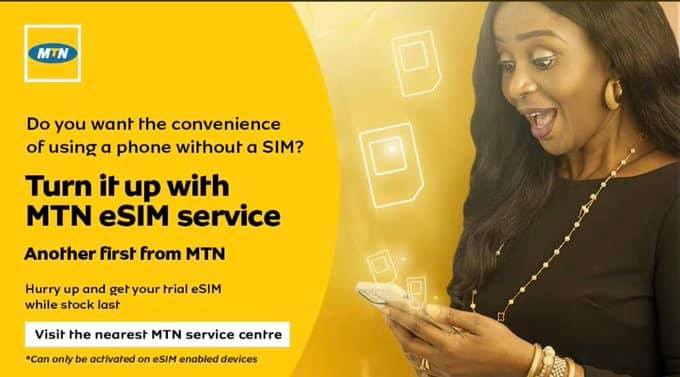 MTN
Do you want the convenience
of using a phone without a SIM?
Turn it up with
MTN eSIM service
Another first from MTN
Hurry up and get your trial eSIM
while stock last
Visit the nearest MTN service centre
*Can only be activated on eSIM enabled devices